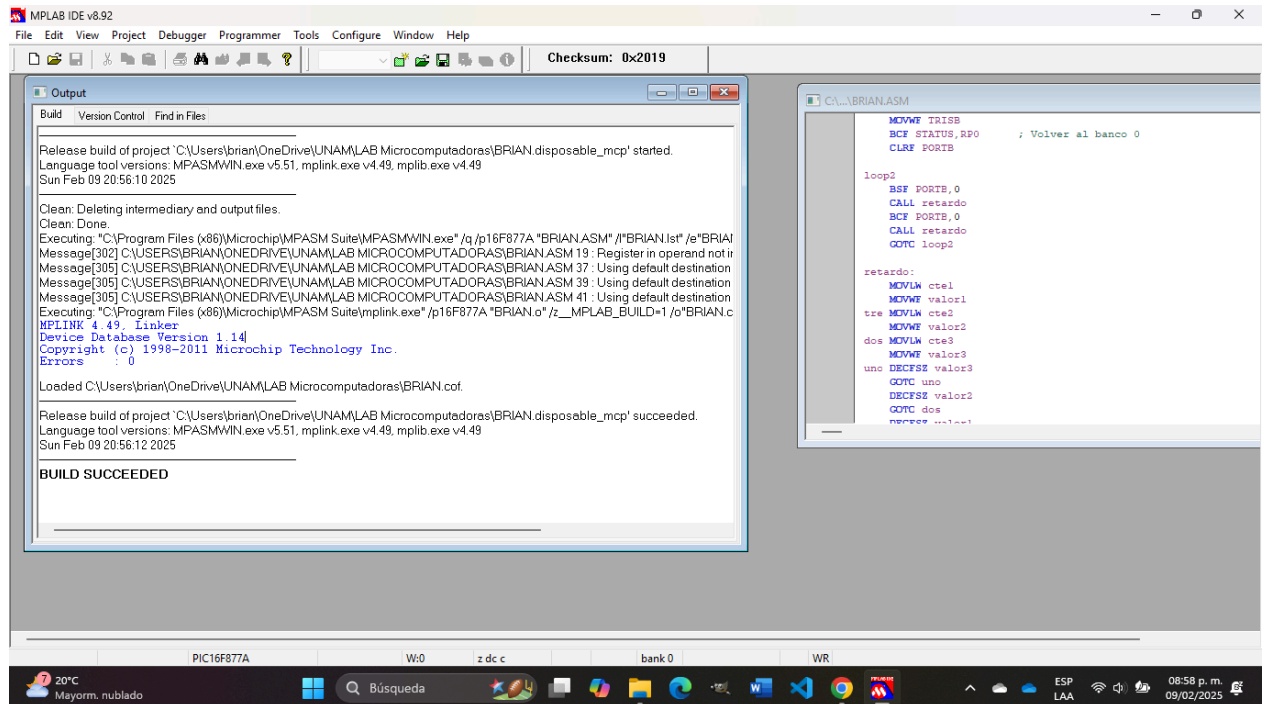 MPLAB IDE v8.92
File Edit View Project Debugger Programmer Tools Configure Window Help
Checksum: 0x2019
Output
Build Version Control Find in Files
Release build of project `C:\Users\brian\OneDrive\UNAM\LAB Microcomputadoras\BRIAN.disposable_mcp' started.
Language tool versions: MPASMWIN.exe v5.51, mplink.exe v4.49, mplib.exe v4.49
Sun Feb 09 20:56:10 2025
Clean: Deleting intermediary and output files.
Clean: Done.
Executing: "C:\Program Files (x86)\Microchip\MPASM Suite\MPASMWIN.exe" /q /p16F877A "BRIAN.ASM" /l"BRIAN.lst" /e"BRIAN
Message[302] C:\USERS\BRIAN\ONEDRIVE\UNAM\LAB MICROCOMPUTADORAS\BRIAN.ASM 19 : Register in operand not
Message[305] C:\USERS\BRIAN\ONEDRIVE\UNAM\LAB MICROCOMPUTADORAS\BRIAN.ASM 37 : Using default destination
Message[305] C:\USERS\BRIAN\ONEDRIVE\UNAM\LAB MICROCOMPUTADORAS\BRIAN.ASM 39 : Using default destination
Message[305] C:\USERS\BRIAN\ONEDRIVE\UNAM\LAB MICROCOMPUTADORAS\BRIAN.ASM 41 : Using default destination
Executing: "C:\Program Files (x86)\Microchip\MPASM Suite\mplink.exe" /p16F877A "BRIAN.o" /z__MPLAB_BUILD=1 /o"BRIAN.c
MPLINK 4.49, Linker
Device Database Version 1.14
Copyright (c) 1998-2011 Microchip Technology Inc.
Errors : 0
Loaded C:\Users\brian\OneDrive\UNAM\LAB Microcomputadoras\BRIAN.cof.
Release build of project `C:\Users\brian\OneDrive\UNAM\LAB Microcomputadoras\BRIAN.disposable_mcp' succeeded.
Language tool versions: MPASMWIN.exe v5.51, mplink.exe v4.49, mplib.exe v4.49
Sun Feb 09 20:56:12 2025
BUILD SUCCEEDED
C:\...\BRIAN.ASM
MOVWF TRISB
BCF STATUS,RP0 ; Volver al banco 0
CLRF PORTB
loop2
BSF PORTB,0
CALL retardo
BCF PORTB,0
CALL retardo
GOTO loop2
retardo:
MOVLW cte1
MOVWF valor1
tre MOVLW cte2
MOVWF valor2
dos MOVLW cte3
MOVWF valor3
uno DECFSZ valor3
GOTO uno
DECFSZ valor2
GOTO dos
DECFSZ valor1
PIC16F877A W:0 z dc c bank 0 WR
7
20°C
Mayorm. nublado
Búsqueda
ESP
LAA
08:58 p. m.
09/02/2025